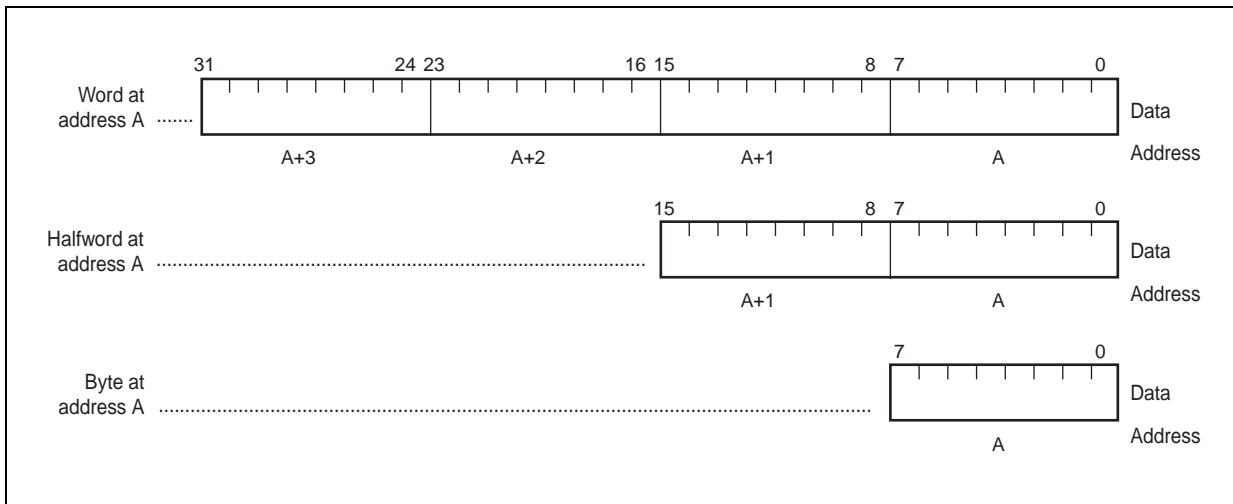 31 24 23 16 15 8 7 0
Word at
address A ....... Data
A+3 A+2 A+1 A Address
15 8 7 0
Halfword at
address A ............................................................ Data
A+1 A Address
7 0
Byte at
address A ............................................................ Data
A Address